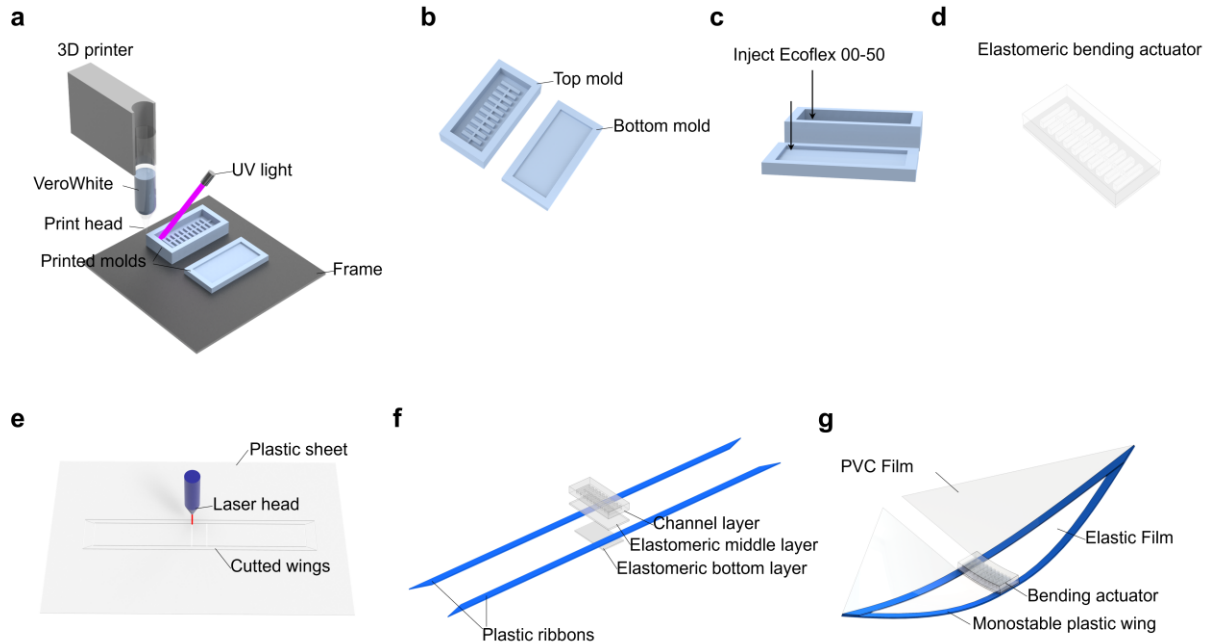 a
3D printer
VeroWhite
UV light
Print head
Printed molds
Frame
b
Top mold
Bottom mold
c
Inject Ecoflex 00-50
d
Elastomeric bending actuator
e
Plastic sheet
Laser head
Cutted wings
f
Channel layer
Elastomeric middle layer
Elastomeric bottom layer
Plastic ribbons
g
PVC Film
Elastic Film
Bending actuator
Monostable plastic wing